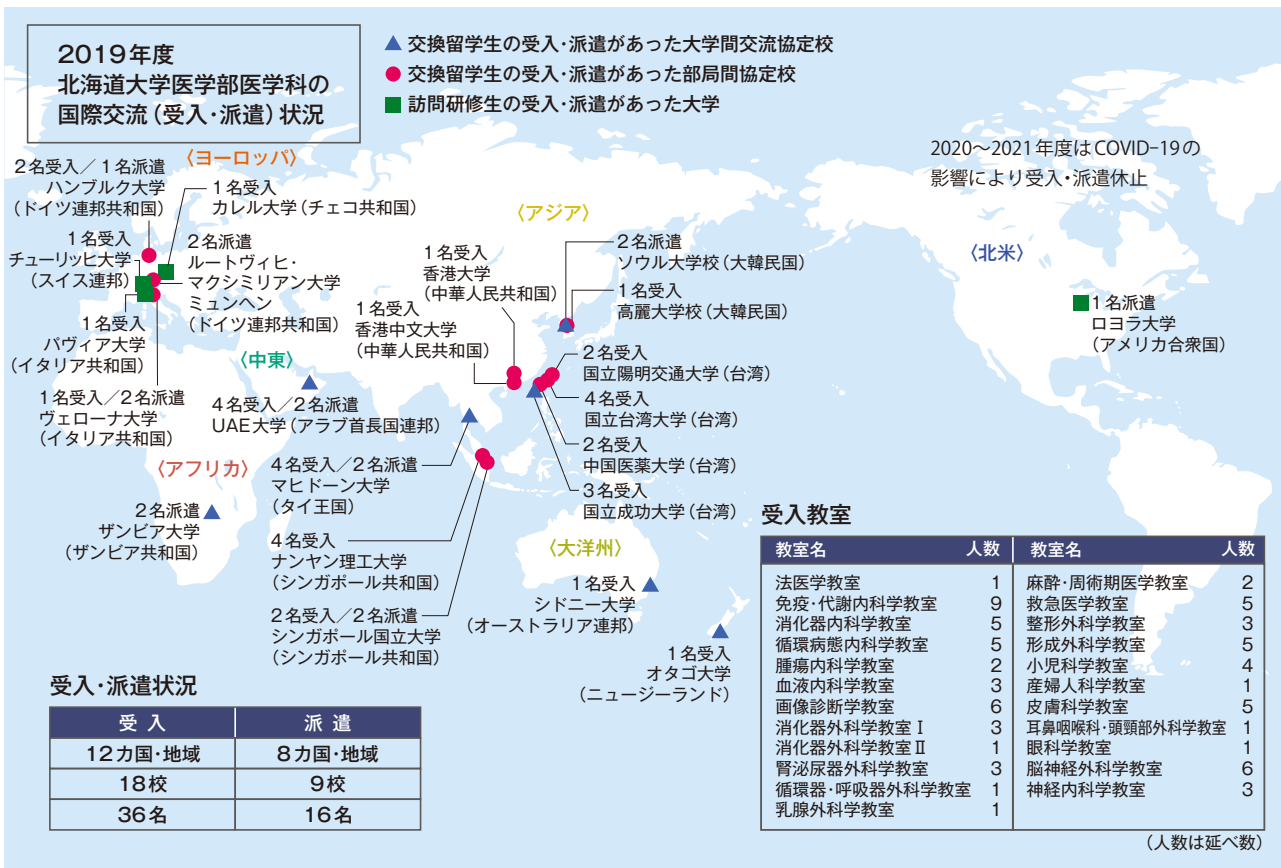 2019年度
北海道大学医学部医学科の
国際交流（受入・派遣）状況
▲ 交換留学生の受入・派遣があった大学間交流協定校
● 交換留学生の受入・派遣があった部局間協定校
■ 訪問研修生の受入・派遣があった大学
2020〜2021年度はCOVID-19の
影響により受入・派遣休止
〈ヨーロッパ〉
2名受入／1名派遣
ハンブルク大学
（ドイツ連邦共和国）
1名受入
カレル大学（チェコ共和国）
1名受入
チューリッヒ大学
（スイス連邦）
2名派遣
ルートヴィヒ・
マクシミリアン大学
ミュンヘン
（ドイツ連邦共和国）
1名受入
パヴィア大学
（イタリア共和国）
1名受入／2名派遣
ヴェローナ大学
（イタリア共和国）
〈中東〉
4名受入／2名派遣
UAE大学（アラブ首長国連邦）
〈アフリカ〉
2名派遣
ザンビア大学
（ザンビア共和国）
〈アジア〉
1名受入
香港大学
（中華人民共和国）
1名受入
香港中文大学
（中華人民共和国）
2名派遣
ソウル大学校（大韓民国）
1名受入
高麗大学校（大韓民国）
2名受入
国立陽明交通大学（台湾）
4名受入
国立台湾大学（台湾）
2名受入
中国医薬大学（台湾）
3名受入
国立成功大学（台湾）
4名受入／2名派遣
マヒドーン大学
（タイ王国）
4名受入
ナンヤン理工大学
（シンガポール共和国）
2名受入／2名派遣
シンガポール国立大学
（シンガポール共和国）
〈大洋州〉
1名受入
シドニー大学
（オーストラリア連邦）
1名受入
オタゴ大学
（ニュージーランド）
〈北米〉
1名派遣
ロヨラ大学
（アメリカ合衆国）
受入・派遣状況
受入 派遣
12カ国・地域 8カ国・地域
18校 9校
36名 16名
受入教室
教室名 人数 教室名 人数
法医学教室 1 麻酔・周術期医学教室 2
免疫・代謝内科学教室 9 救急医学教室 5
消化器内科学教室 5 整形外科学教室 3
循環病態内科学教室 5 形成外科学教室 5
腫瘍内科学教室 2 小児科学教室 4
血液内科学教室 3 産婦人科学教室 1
画像診断学教室 6 皮膚科学教室 5
消化器外科学教室Ⅰ 3 耳鼻咽喉科・頭頸部外科学教室 1
消化器外科学教室Ⅱ 1 眼科学教室 1
腎泌尿器外科学教室 3 脳神経外科学教室 6
循環器・呼吸器外科学教室 1 神経内科学教室 3
乳腺外科学教室 1
（人数は延べ数）